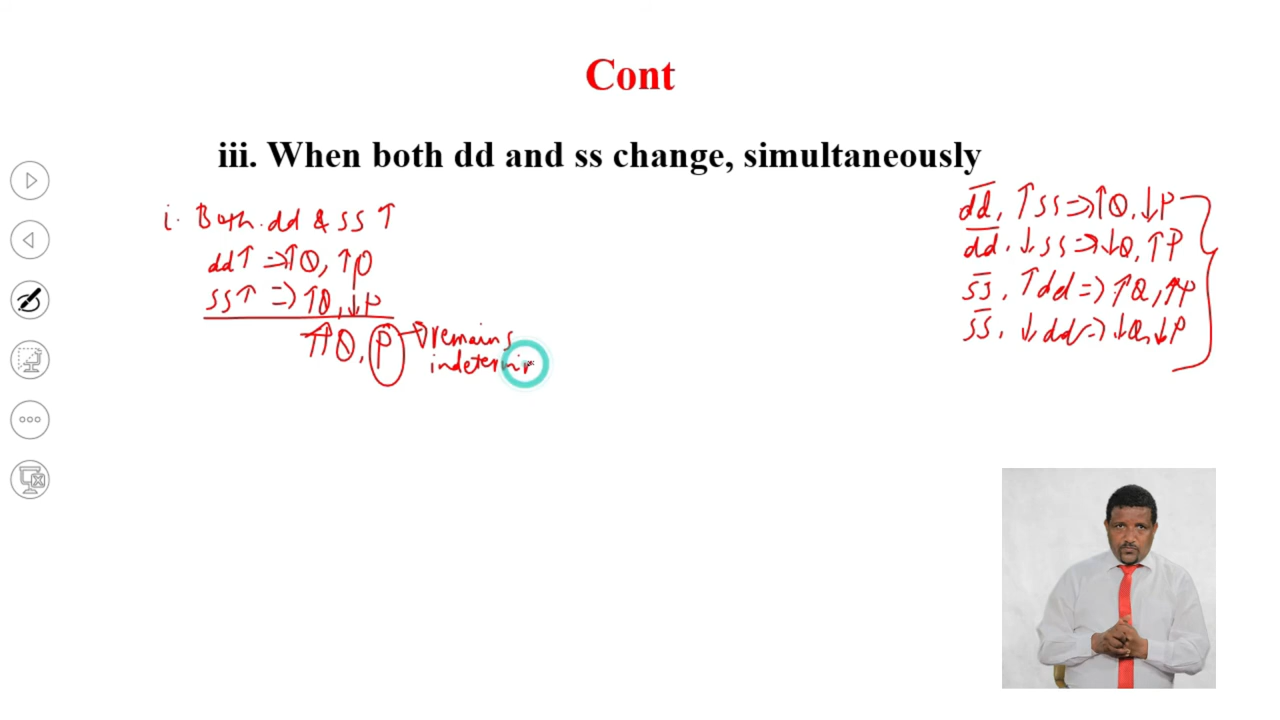 Cont
iii. When both dd and ss change, simultaneously
i. Both dd & ss ↑
dd↑ =>↑Q, ↑P
ss↑ => ↑Q, ↓P
↑Q, P → remains
indetermin
d̅d̅, ↑ss =>↑Q, ↓P
d̅d̅, ↓ss =>↓Q, ↑P
s̅s̅, ↑dd => ↑Q, ↑P
s̅s̅, ↓dd => ↓Q, ↓P